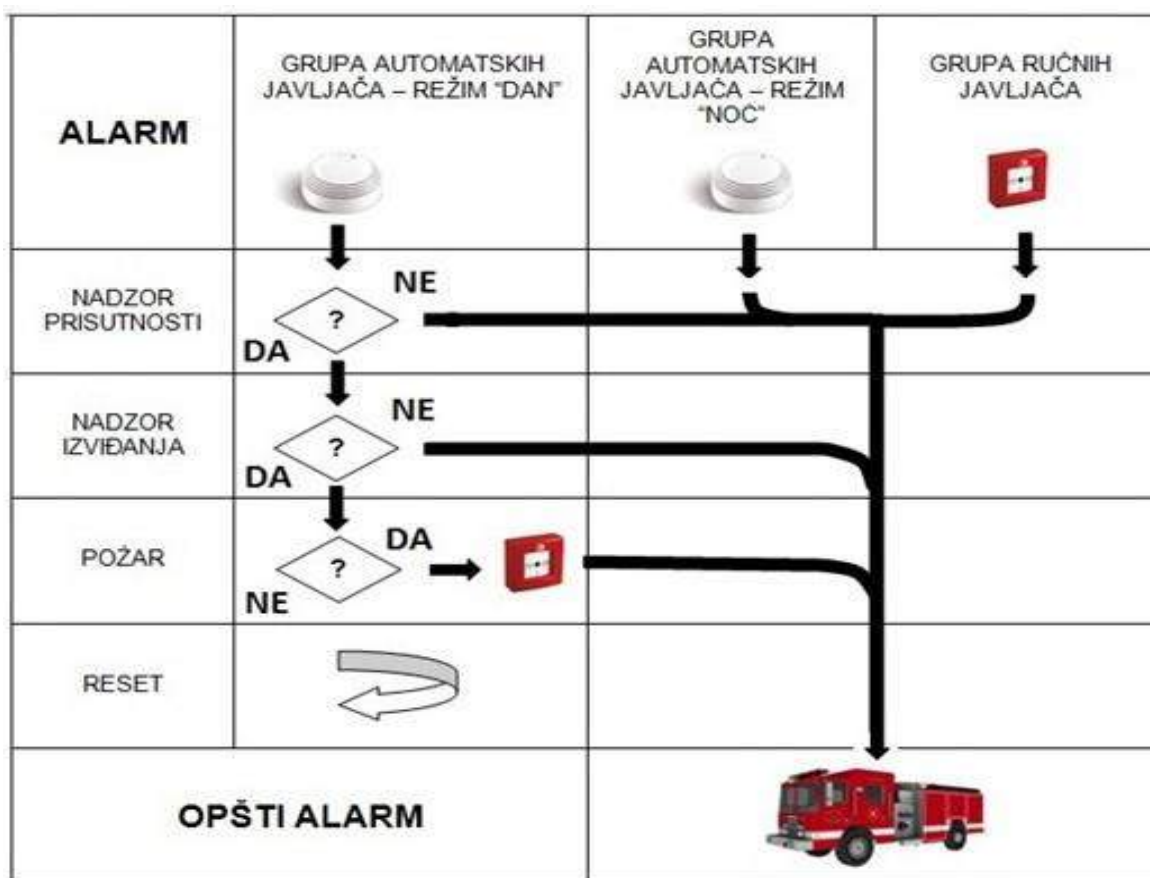 ALARM
GRUPA AUTOMATSKIH
JAVLJAČA – REŽIM "DAN"
GRUPA
AUTOMATSKIH
JAVLJAČA – REŽIM
"NOĆ"
GRUPA RUČNIH
JAVLJAČA
NADZOR
PRISUTNOSTI
?
NE
DA
NADZOR
IZVIĐANJA
?
NE
DA
POŽAR
?
DA
NE
RESET
OPŠTI ALARM